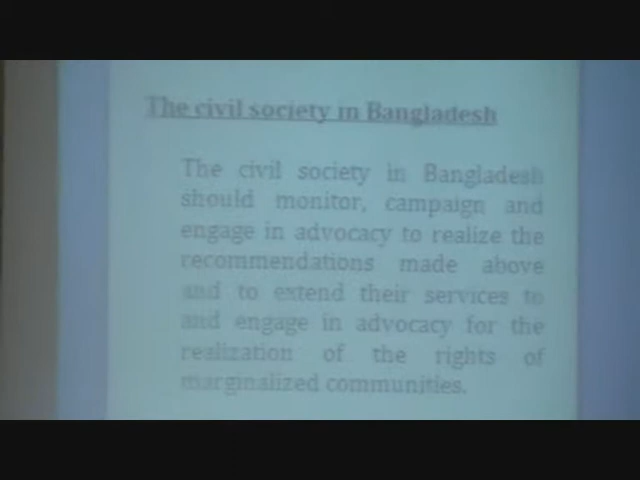 The civil society in Bangladesh
The civil society in Bangladesh
should monitor, campaign and
engage in advocacy to realize the
recommendations made above
and to extend their services to
and engage in advocacy for the
realization of the rights of
marginalized communities.